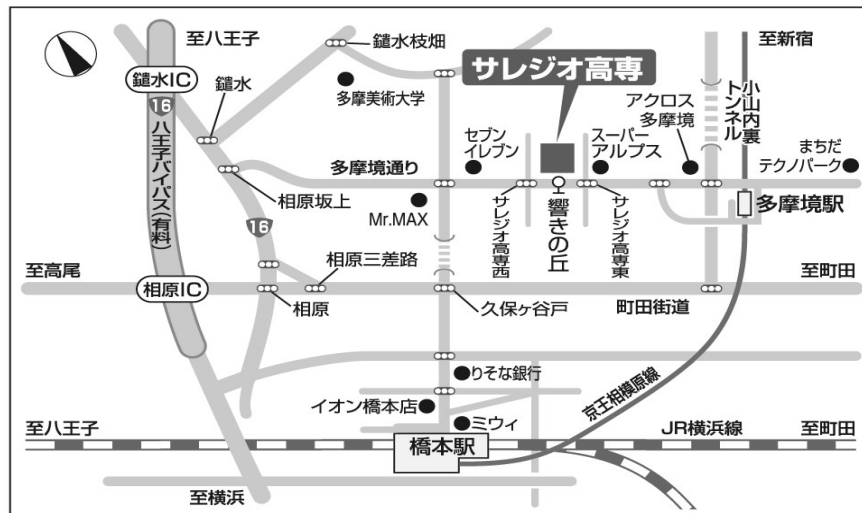 至八王子
鑓水枝畑
至新宿
サレジオ高専
鑓水IC
16
鑓水
多摩美術大学
アクロス
多摩境
小山内裏
トンネル
セブン
イレブン
スーパー
アルプス
まちだ
テクノパーク
八王子バイパス(有料)
多摩境通り
相原坂上
Mr.MAX
サレジオ高専西
響きの丘
サレジオ高専東
多摩境駅
16
相原三差路
至高尾
至町田
相原IC
相原
久保ヶ谷戸
町田街道
りそな銀行
イオン橋本店
ミウィ
京王相模原線
至八王子
橋本駅
JR横浜線
至町田
至横浜